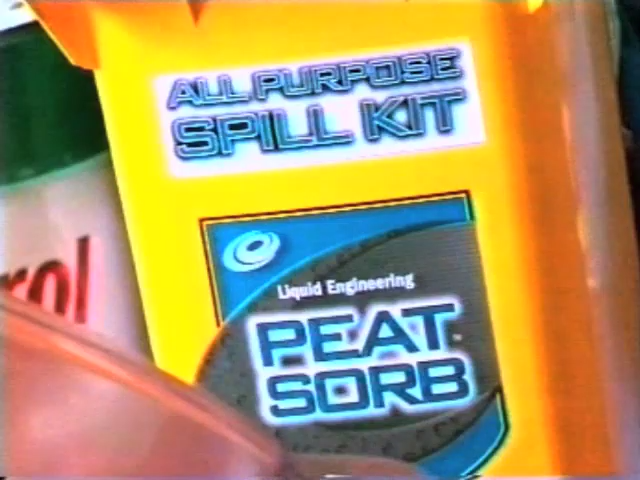 ALL PURPOSE
SPILL KIT
rol
Liquid Engineering
PEAT
SORB